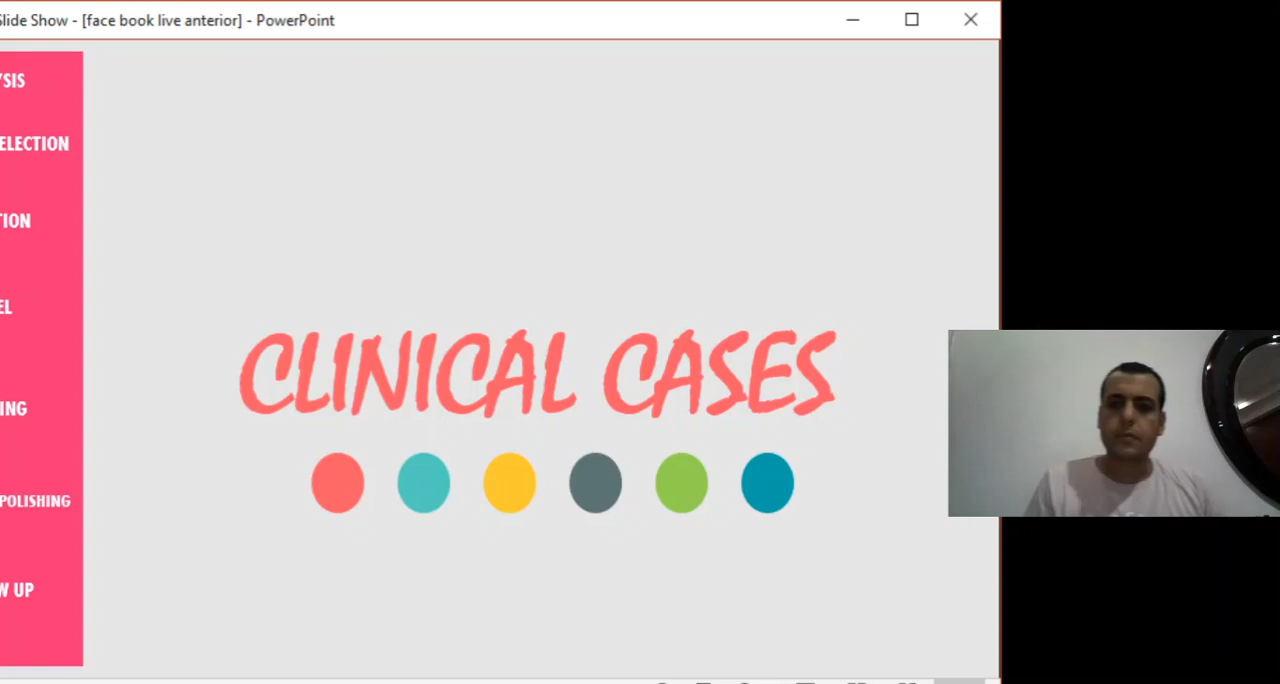 Slide Show - [face book live anterior] - PowerPoint
YSIS
ELECTION
TION
EL
ING
POLISHING
W UP
CLINICAL CASES